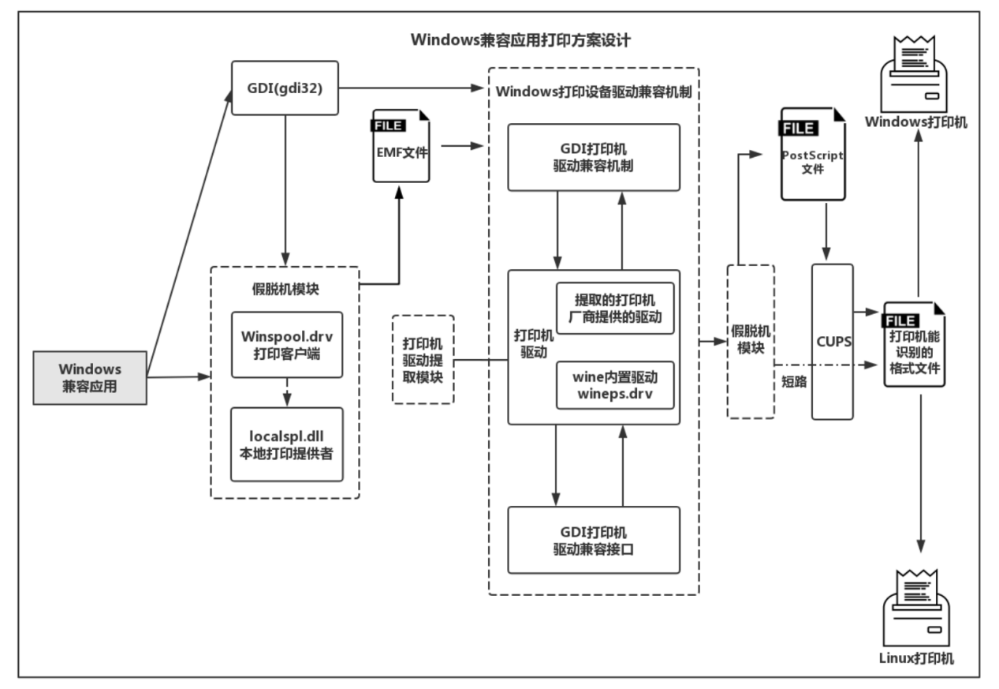 Windows兼容应用打印方案设计
GDI(gdi32)
FILE
EMF文件
假脱机模块
Winspool.drv
打印客户端
localspl.dll
本地打印提供者
Windows
兼容应用
打印机
驱动提
取模块
Windows打印设备驱动兼容机制
GDI打印机
驱动兼容机制
打印机
驱动
提取的打印机
厂商提供的驱动
wine内置驱动
wineps.drv
GDI打印机
驱动兼容接口
假脱机
模块
短路
FILE
PostScript
文件
CUPS
FILE
打印机能
识别的
格式文件
Windows打印机
Linux打印机